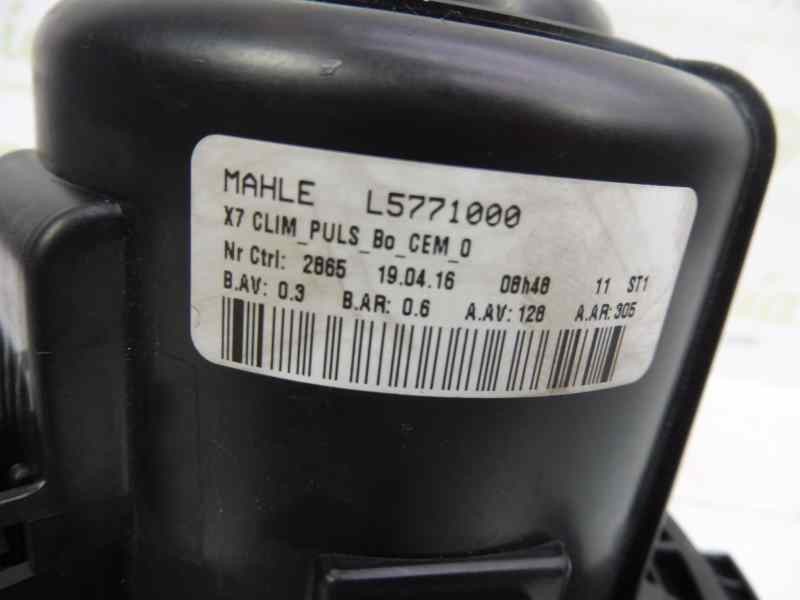 MAHLE L5771000
X7 CLIM_PULS_Bo_CEM_0
Nr Ctrl: 2865 19.04.16 08h48 11 ST1
B.AV: 0.3 B.AR: 0.6 A.AV: 128 A.AR: 305